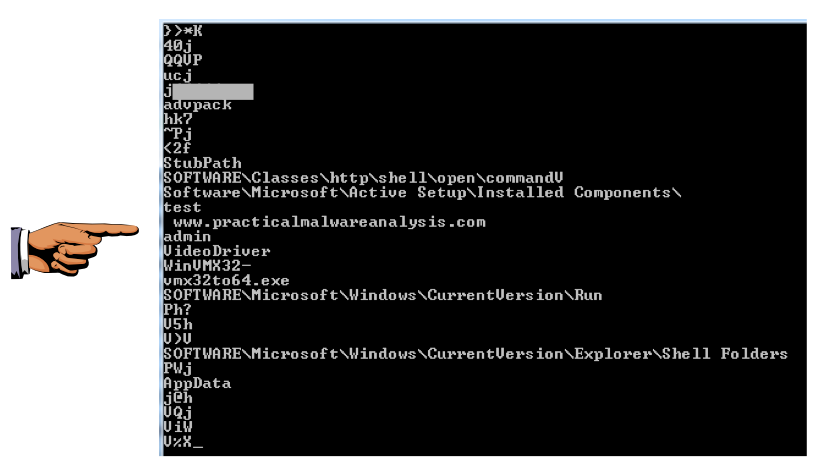 }>*K
40j
QQVP
ucj
j
advpack
hk7
~Pj
<2f
StubPath
SOFTWARE\Classes\http\shell\open\commandV
Software\Microsoft\Active Setup\Installed Components\
test
www.practicalmalwareanalysis.com
admin
VideoDriver
WinVMX32-
vmx32to64.exe
SOFTWARE\Microsoft\Windows\CurrentVersion\Run
Ph?
V5h
V>V
SOFTWARE\Microsoft\Windows\CurrentVersion\Explorer\Shell Folders
PWj
AppData
j@h
VQj
ViW
V%X_